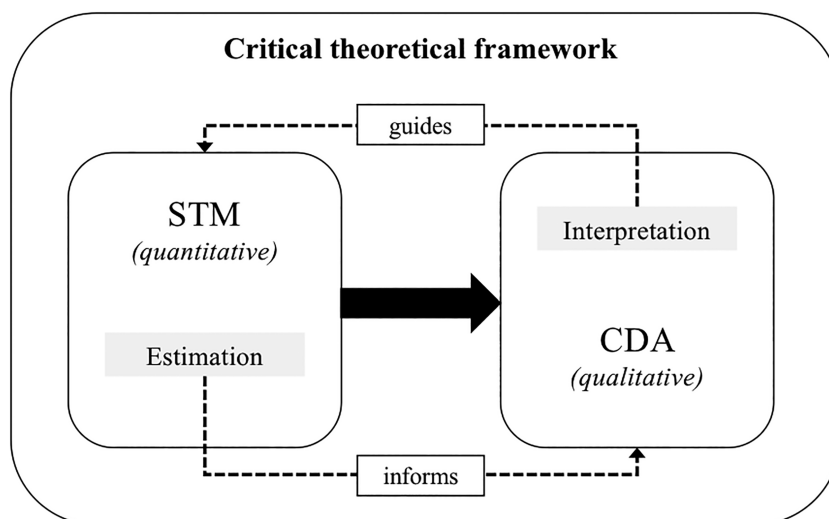 Critical theoretical framework
guides
STM
(quantitative)
Interpretation
Estimation
CDA
(qualitative)
informs